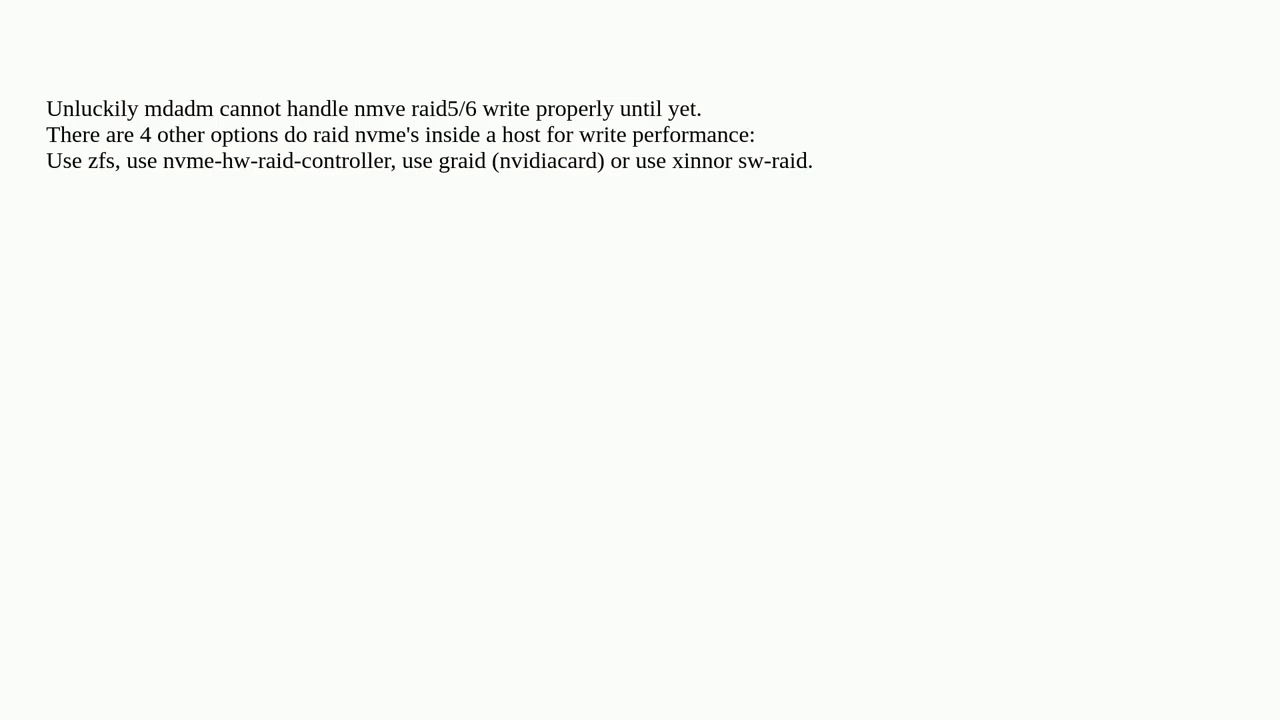 Unluckily mdadm cannot handle nmve raid5/6 write properly until yet.
There are 4 other options do raid nvme's inside a host for write performance:
Use zfs, use nvme-hw-raid-controller, use graid (nvidiacard) or use xinnor sw-raid.